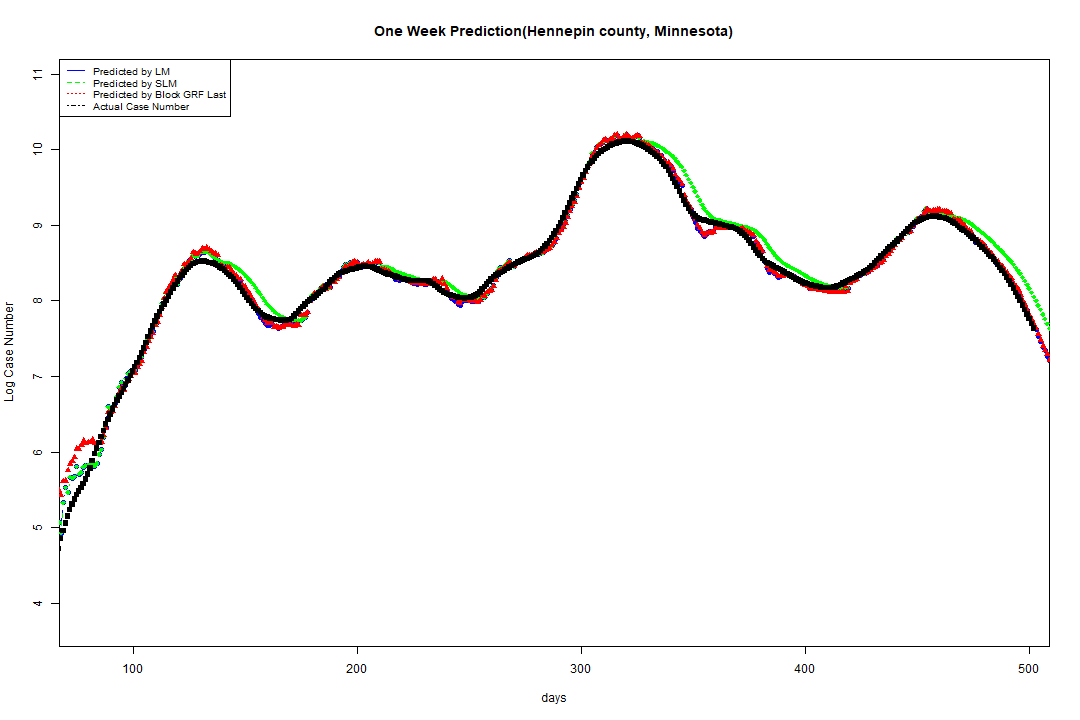 One Week Prediction(Hennepin county, Minnesota)
Predicted by LM
Predicted by SLM
Predicted by Block GRF Last
Actual Case Number
11
10
9
8
7
6
5
4
Log Case Number
100 200 300 400 500
days